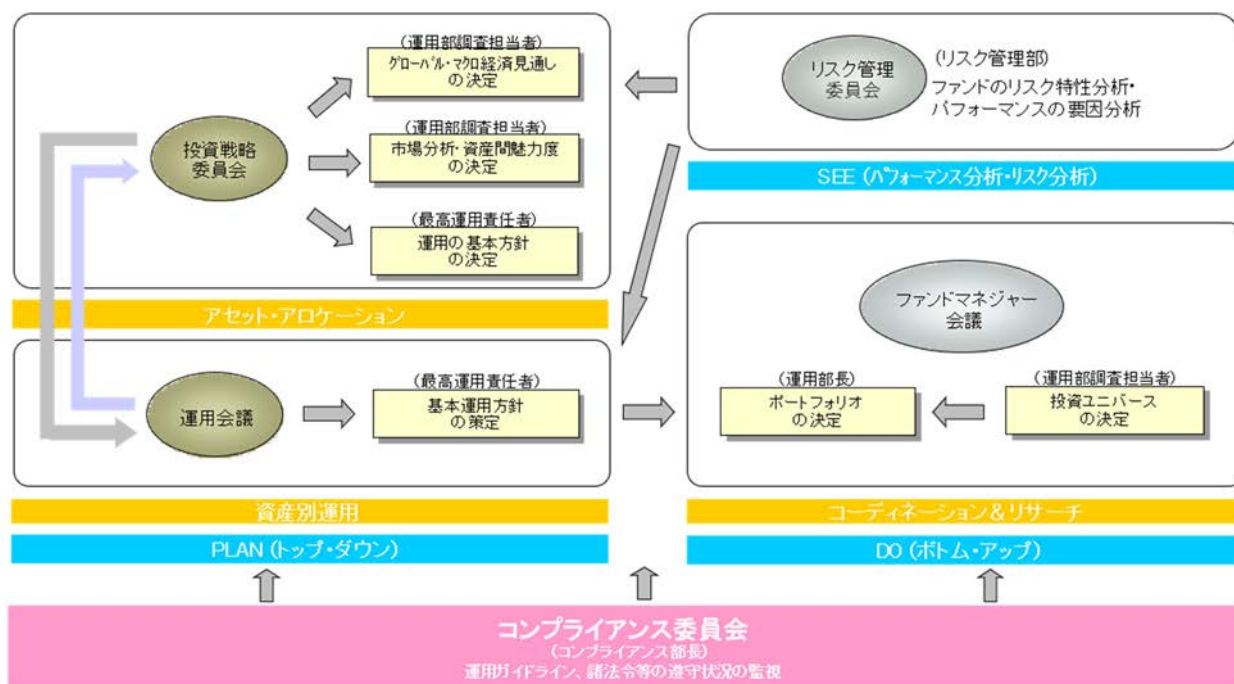 (運用部調査担当者)
グローバル・マクロ経済見通し
の決定
投資戦略
委員会
(運用部調査担当者)
市場分析・資産間魅力度
の決定
(最高運用責任者)
運用の基本方針
の決定
アセット・アロケーション
リスク管理
委員会
(リスク管理部)
ファンドのリスク特性分析・
パフォーマンスの要因分析
SEE (パフォーマンス分析・リスク分析)
運用会議
(最高運用責任者)
基本運用方針
の策定
資産別運用
PLAN (トップ・ダウン)
ファンドマネジャー
会議
(運用部長)
ポートフォリオ
の決定
(運用部調査担当者)
投資ユニバース
の決定
コーディネーション&リサーチ
DO (ボトム・アップ)
コンプライアンス委員会
(コンプライアンス部長)
運用ガイドライン、諸法令等の遵守状況の監視